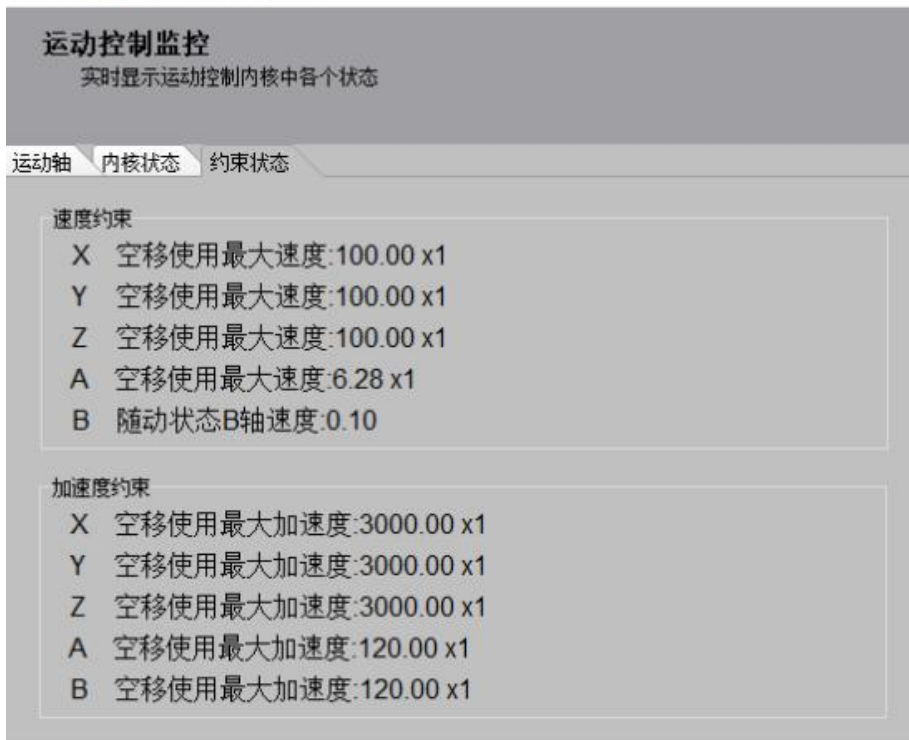 运动控制监控
实时显示运动控制内核中各个状态
运动轴 内核状态 约束状态
速度约束
X 空移使用最大速度:100.00 x1
Y 空移使用最大速度:100.00 x1
Z 空移使用最大速度:100.00 x1
A 空移使用最大速度:6.28 x1
B 随动状态B轴速度:0.10
加速度约束
X 空移使用最大加速度:3000.00 x1
Y 空移使用最大加速度:3000.00 x1
Z 空移使用最大加速度:3000.00 x1
A 空移使用最大加速度:120.00 x1
B 空移使用最大加速度:120.00 x1